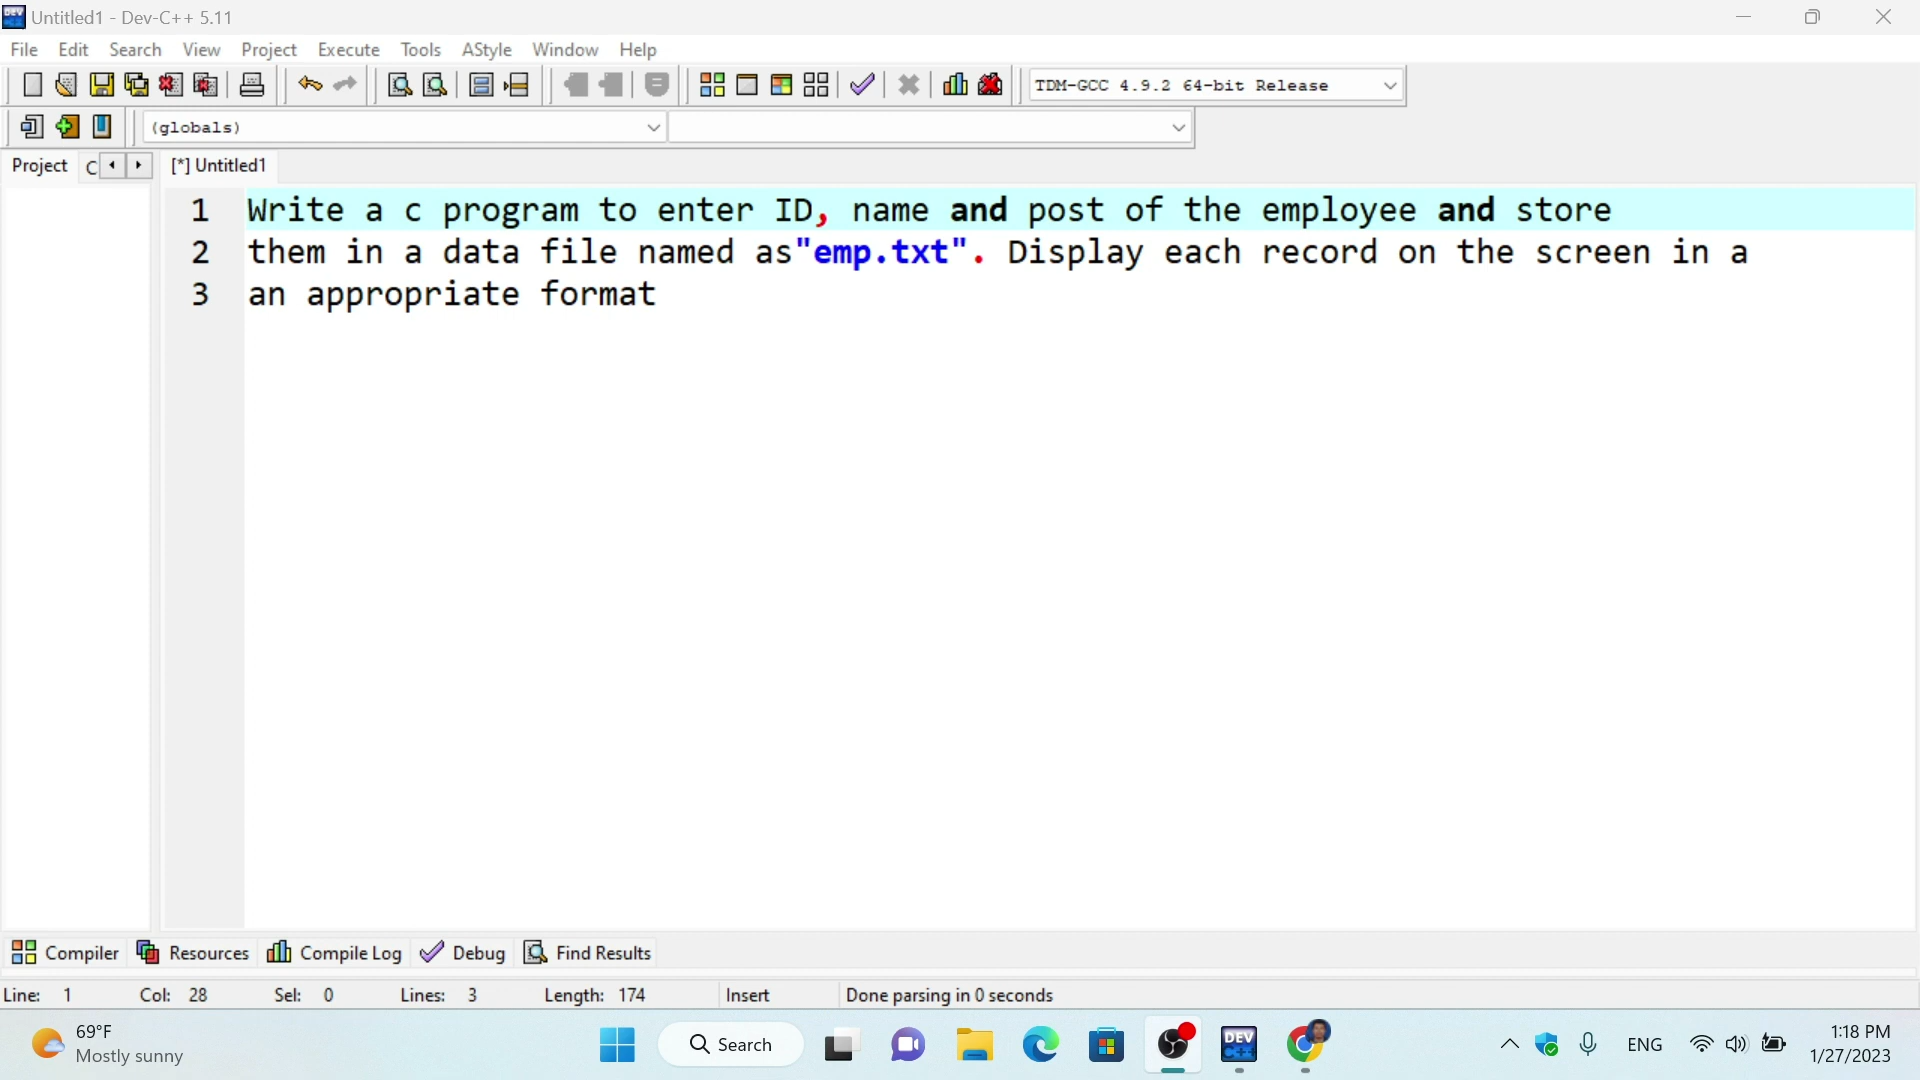 Untitled1 - Dev-C++ 5.11
File Edit Search View Project Execute Tools AStyle Window Help
TDM-GCC 4.9.2 64-bit Release
(globals)
Project C [*] Untitled1
1 Write a c program to enter ID, name and post of the employee and store
2 them in a data file named as"emp.txt". Display each record on the screen in a
3 an appropriate format
Compiler Resources Compile Log Debug Find Results
Line: 1 Col: 28 Sel: 0 Lines: 3 Length: 174 Insert Done parsing in 0 seconds
69°F
Mostly sunny
Search
DEV
C++
ENG
1:18 PM
1/27/2023